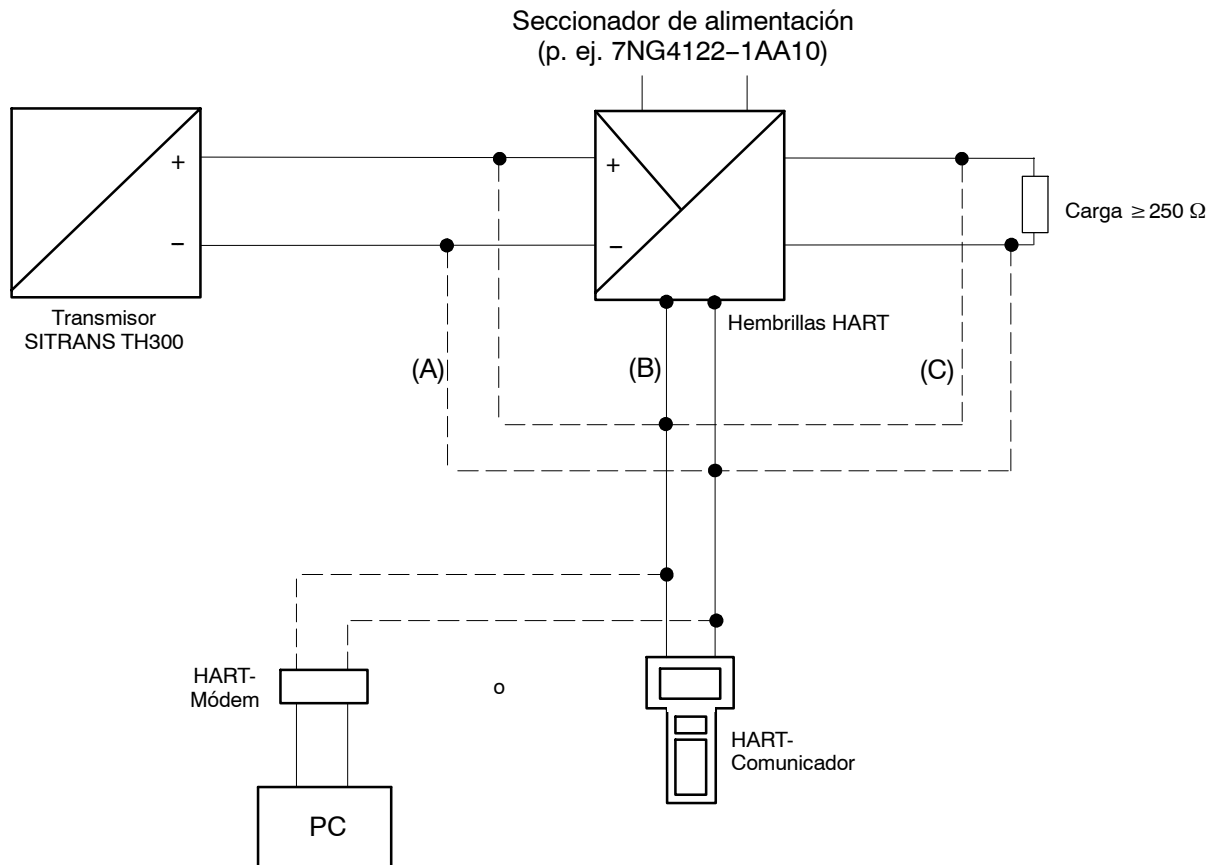 Seccionador de alimentación
(p. ej. 7NG4122−1AA10)
+
−
+
−
Carga ≥ 250 Ω
Transmisor
SITRANS TH300
Hembrillas HART
(A)
(B)
(C)
HART-
Módem
o
HART-
Comunicador
PC